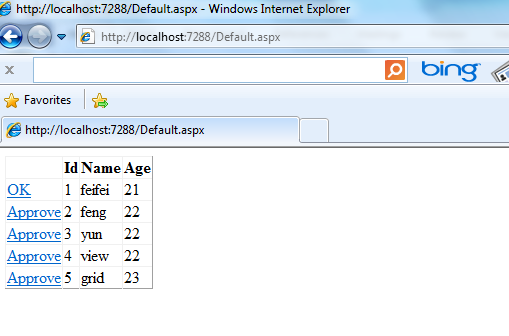 http://localhost:7288/Default.aspx - Windows Internet Explorer
http://localhost:7288/Default.aspx
x bing
Favorites
http://localhost:7288/Default.aspx
Id Name Age
OK 1 feifei 21
Approve 2 feng 22
Approve 3 yun 22
Approve 4 view 22
Approve 5 grid 23